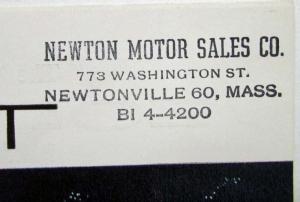 NEWTON MOTOR SALES CO.
773 WASHINGTON ST.
NEWTONVILLE 60, MASS.
BI 4-4200
T